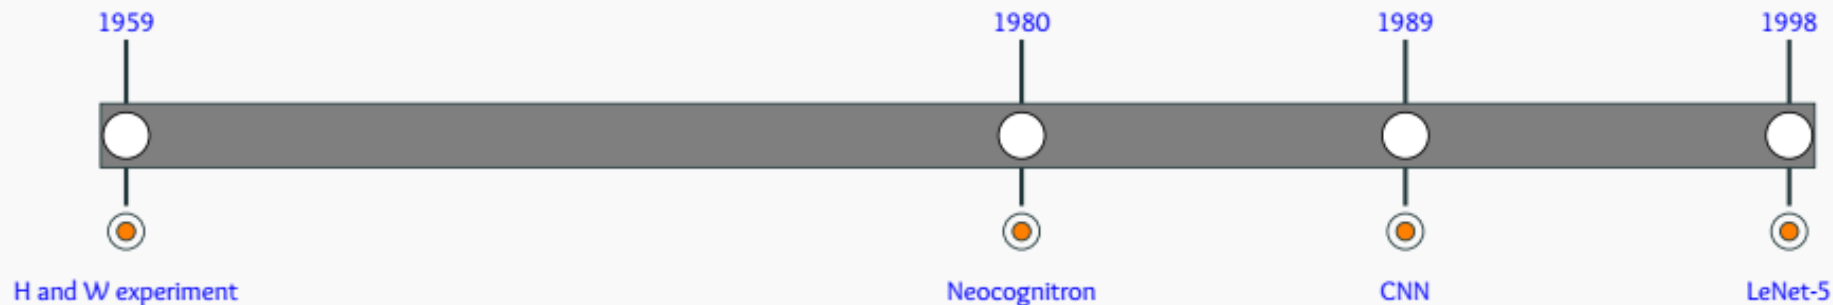 1959
1980
1989
1998
H and W experiment
Neocognitron
CNN
LeNet-5